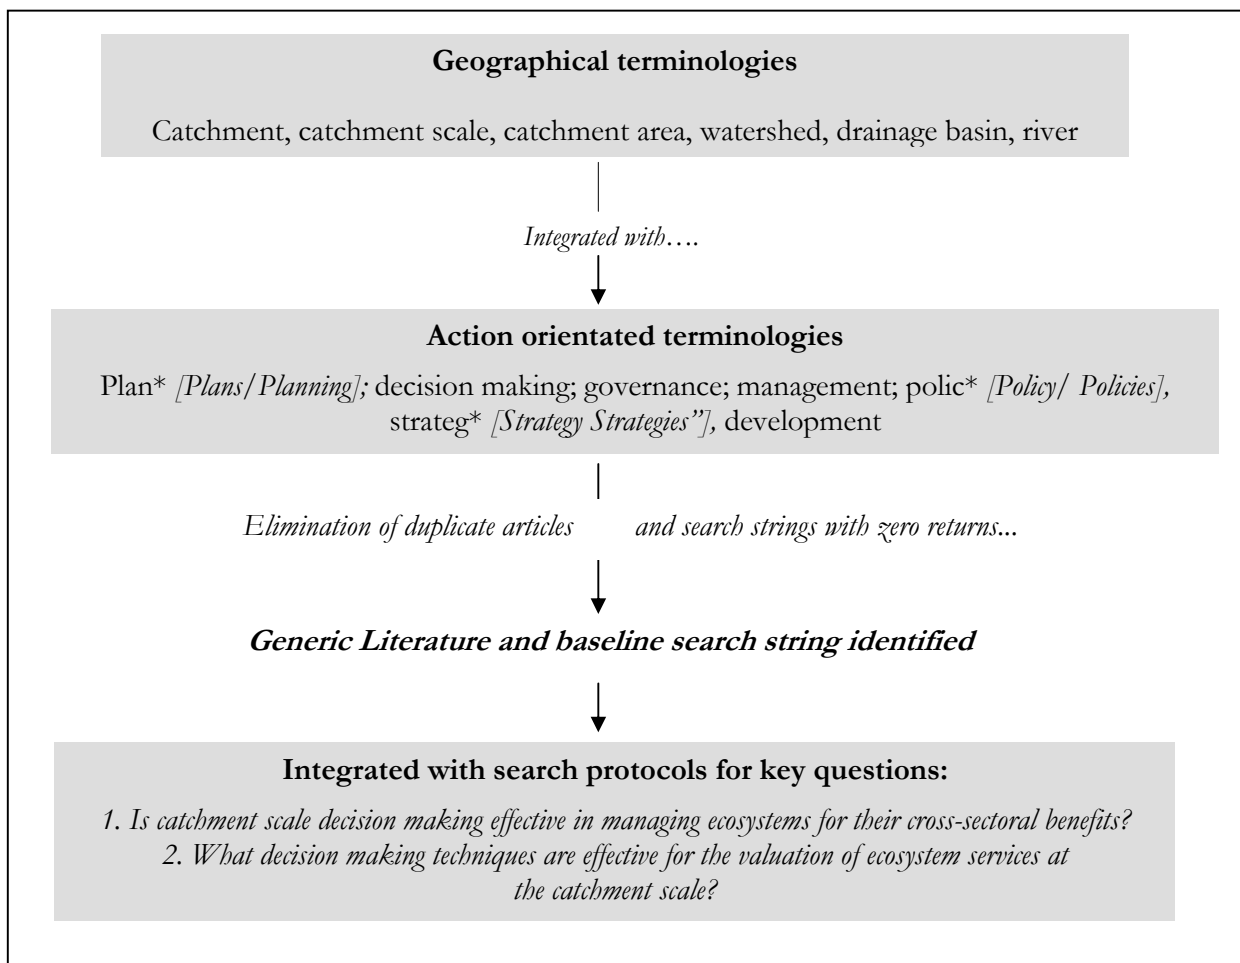 Geographical terminologies
Catchment, catchment scale, catchment area, watershed, drainage basin, river
Integrated with….
Action orientated terminologies
Plan* [Plans/Planning]; decision making; governance; management; polic* [Policy/ Policies],
strateg* [Strategy Strategies”], development
Elimination of duplicate articles and search strings with zero returns...
Generic Literature and baseline search string identified
Integrated with search protocols for key questions:
1. Is catchment scale decision making effective in managing ecosystems for their cross-sectoral benefits?
2. What decision making techniques are effective for the valuation of ecosystem services at
the catchment scale?